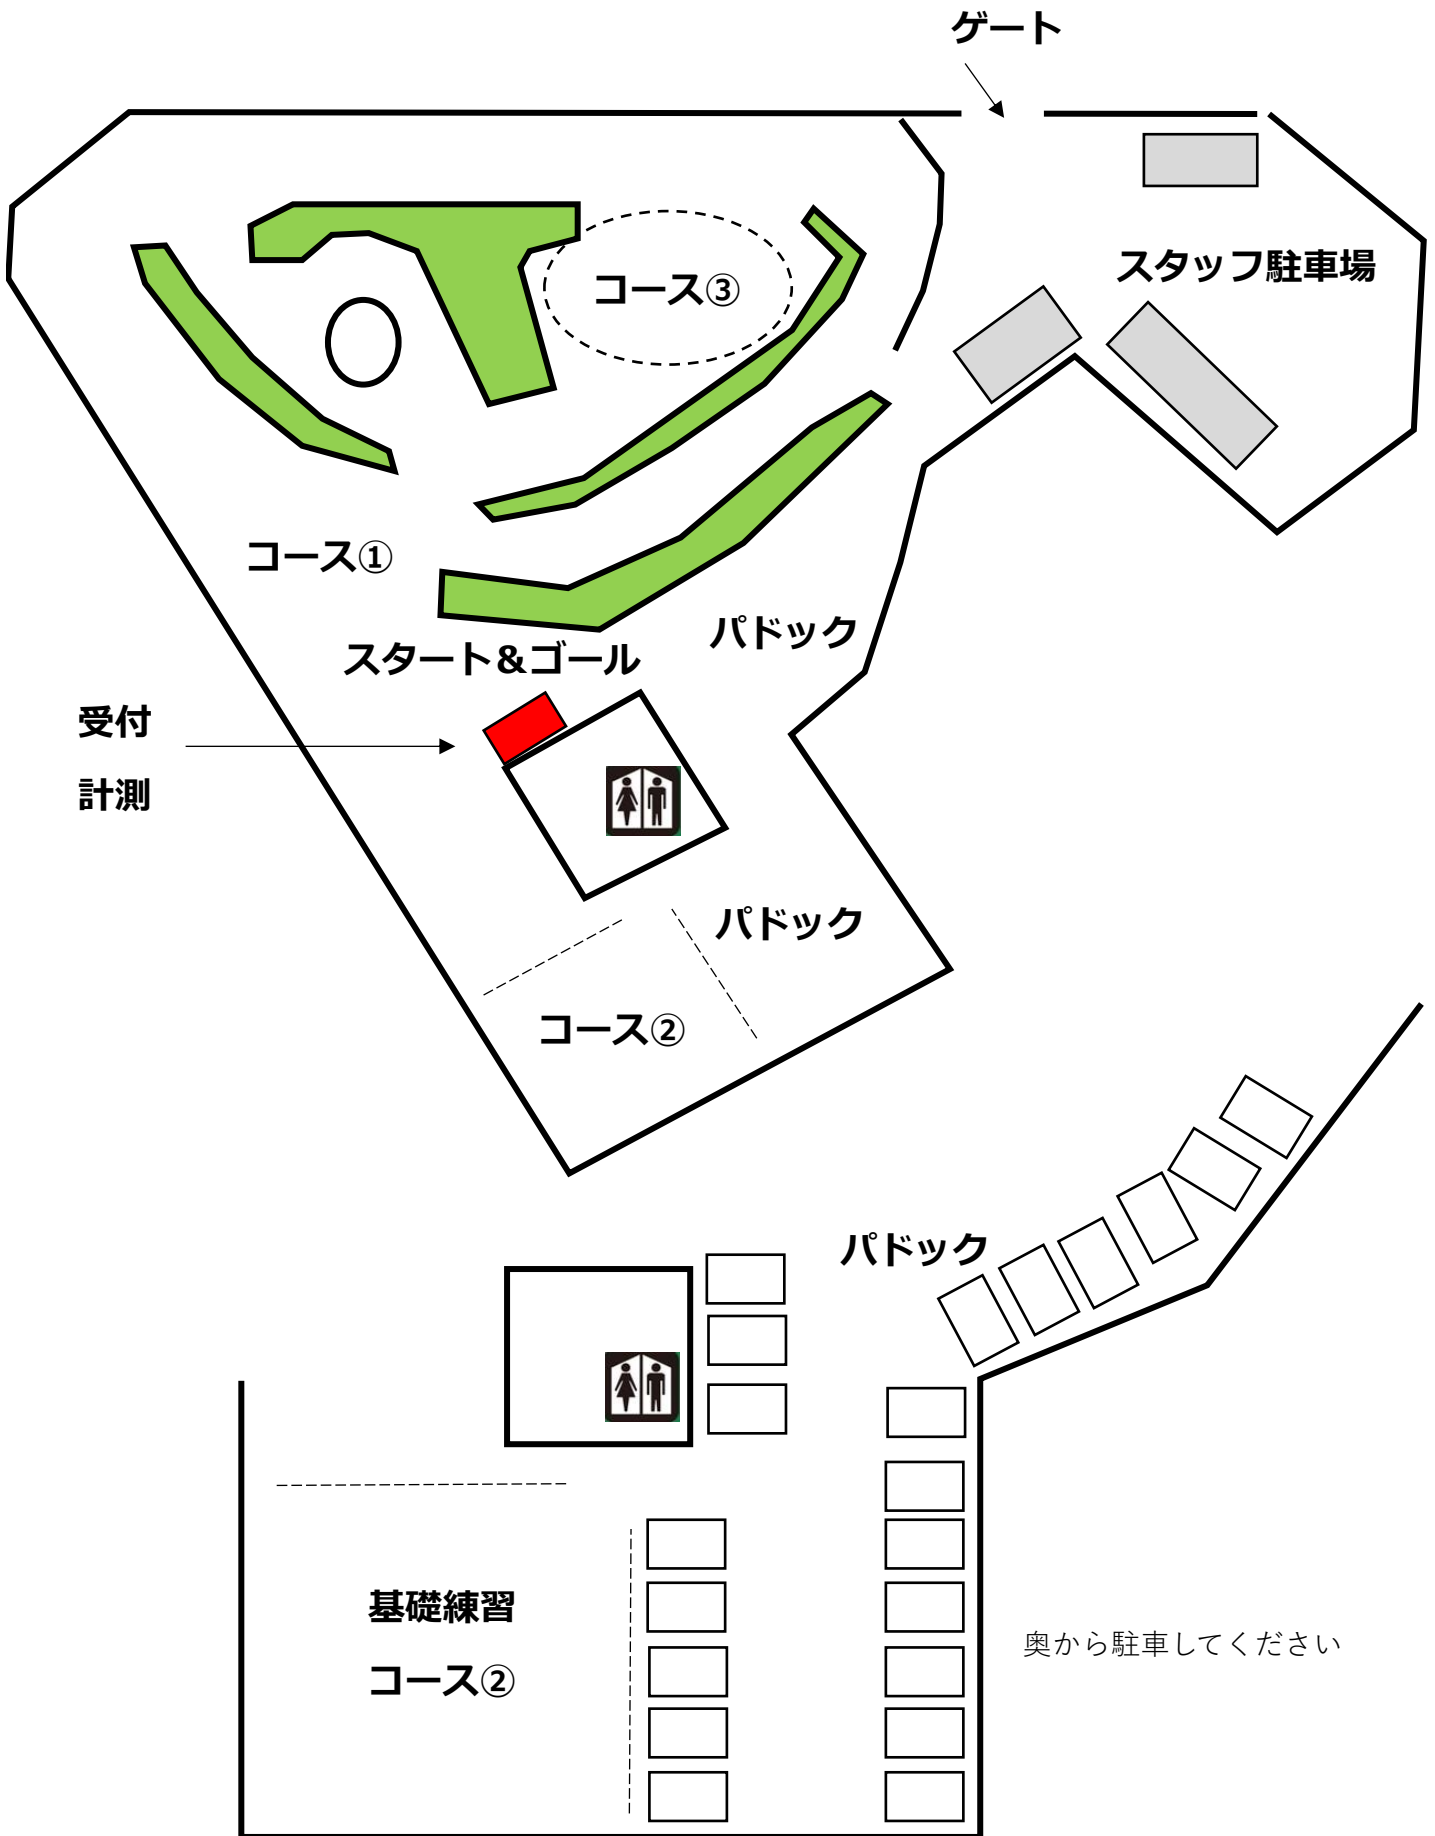 ゲート
スタッフ駐車場
コース③
コース①
パドック
スタート&ゴール
受付
計測
パドック
コース②
パドック
基礎練習
コース②
奥から駐車してください